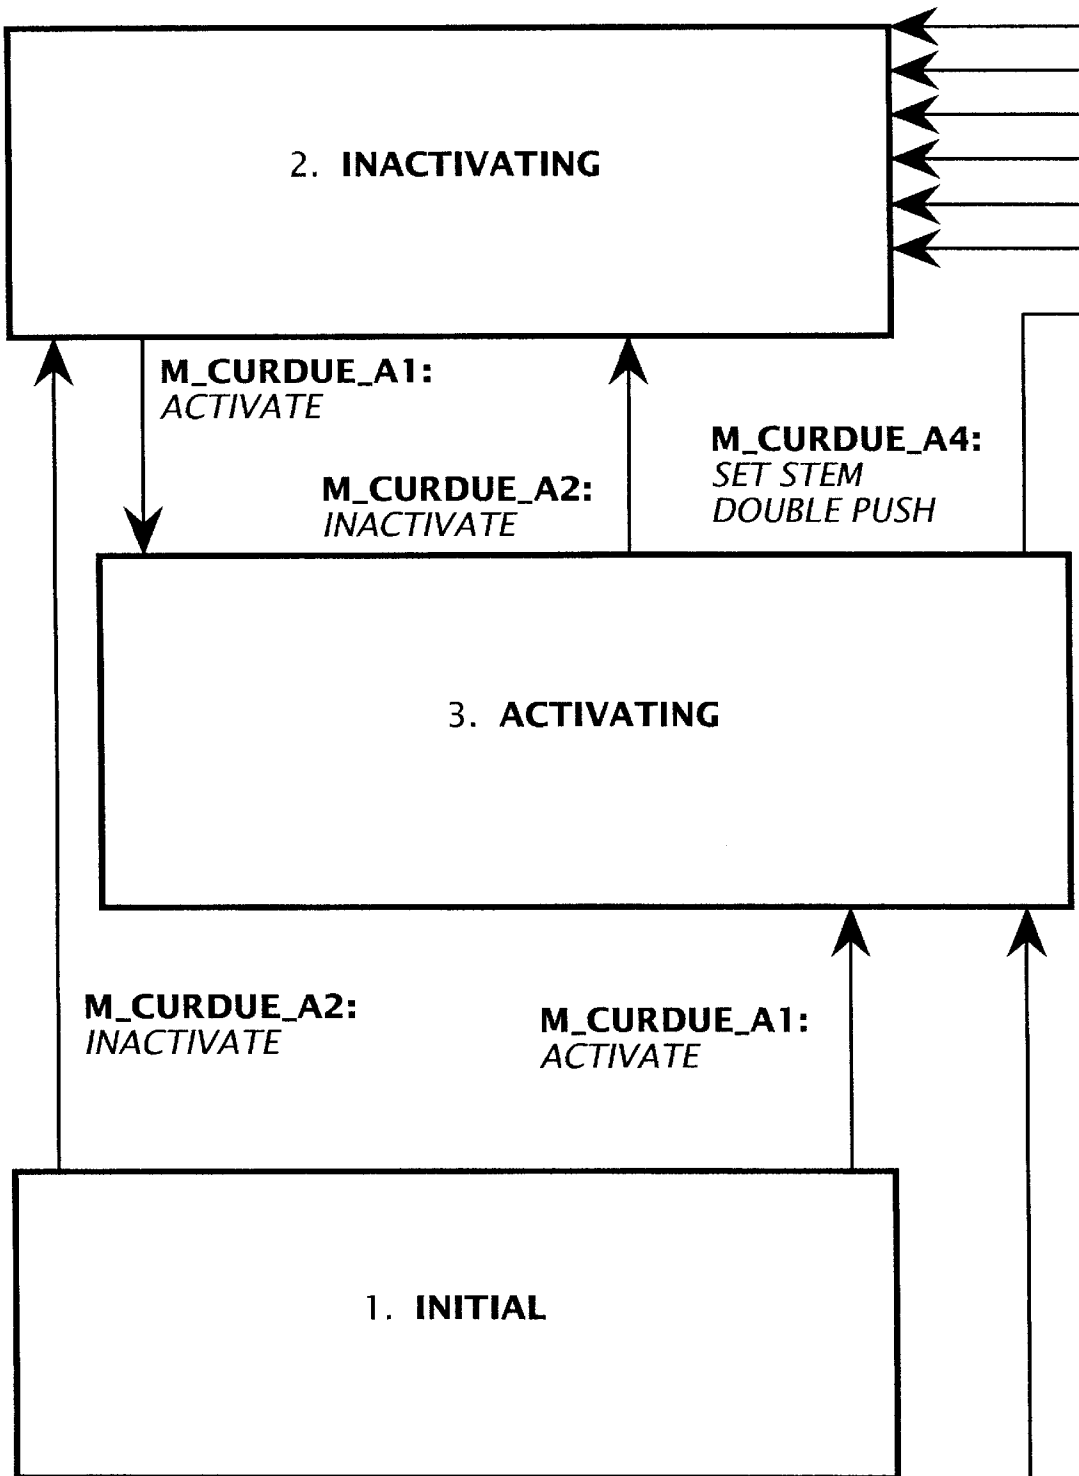 2. INACTIVATING
M_CURDUE_A1:
ACTIVATE
M_CURDUE_A4:
SET STEM
DOUBLE PUSH
M_CURDUE_A2:
INACTIVATE
3. ACTIVATING
M_CURDUE_A2:
INACTIVATE
M_CURDUE_A1:
ACTIVATE
1. INITIAL